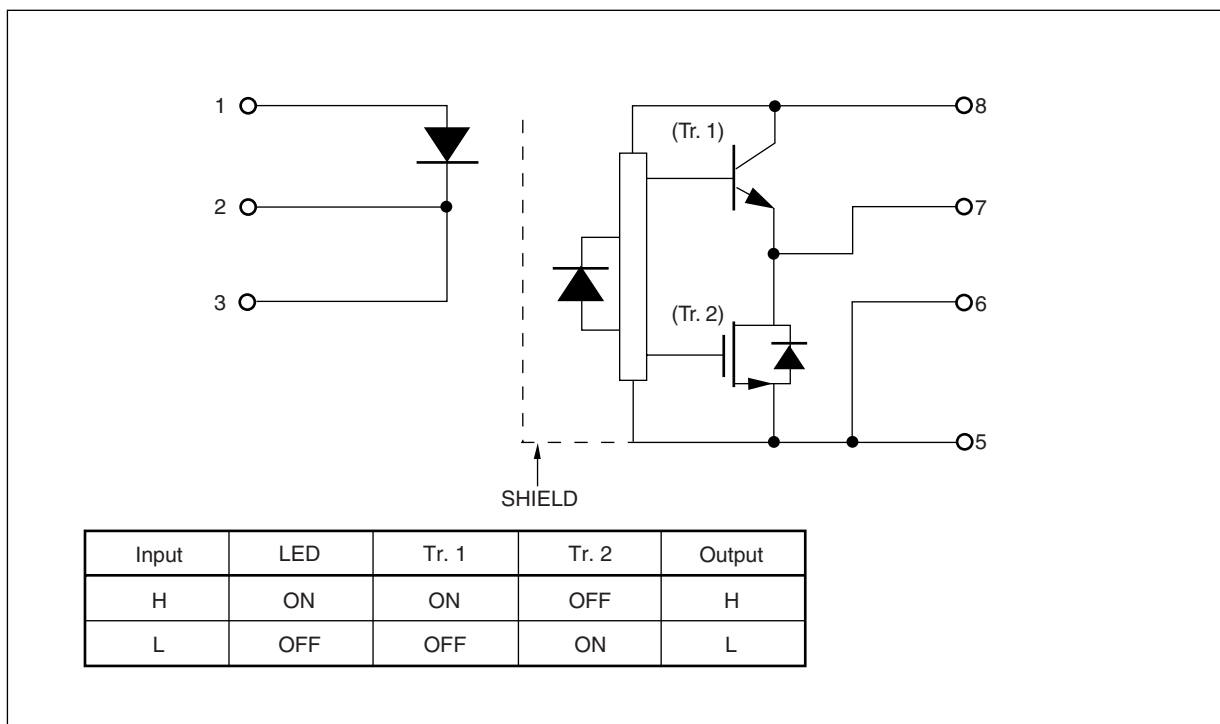 1
8
(Tr. 1)
2
7
3
6
(Tr. 2)
5
SHIELD
Input LED Tr. 1 Tr. 2 Output
H ON ON OFF H
L OFF OFF ON L